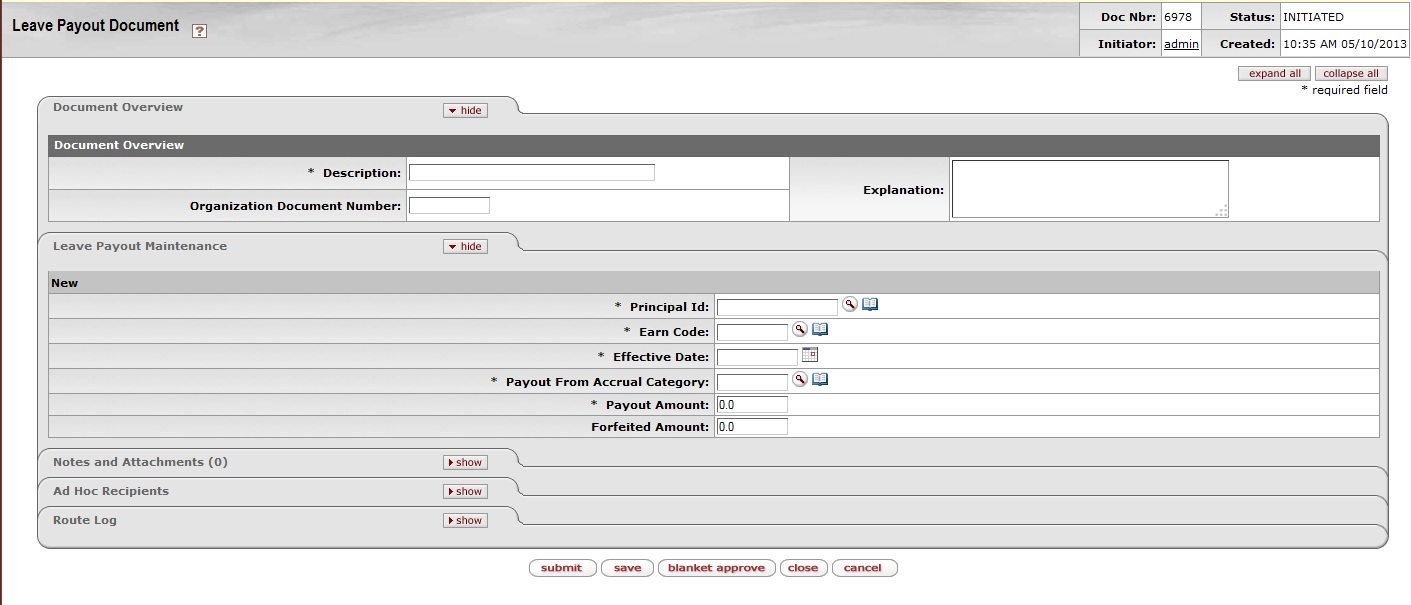 Leave Payout Document ?
Doc Nbr: 6978 Status: INITIATED
Initiator: admin Created: 10:35 AM 05/10/2013
expand all collapse all
* required field
Document Overview hide
Document Overview
* Description:
Explanation:
Organization Document Number:
Leave Payout Maintenance hide
New
* Principal Id:
* Earn Code:
* Effective Date:
* Payout From Accrual Category:
* Payout Amount: 0.0
Forfeited Amount: 0.0
Notes and Attachments (0) show
Ad Hoc Recipients show
Route Log show
submit save blanket approve close cancel